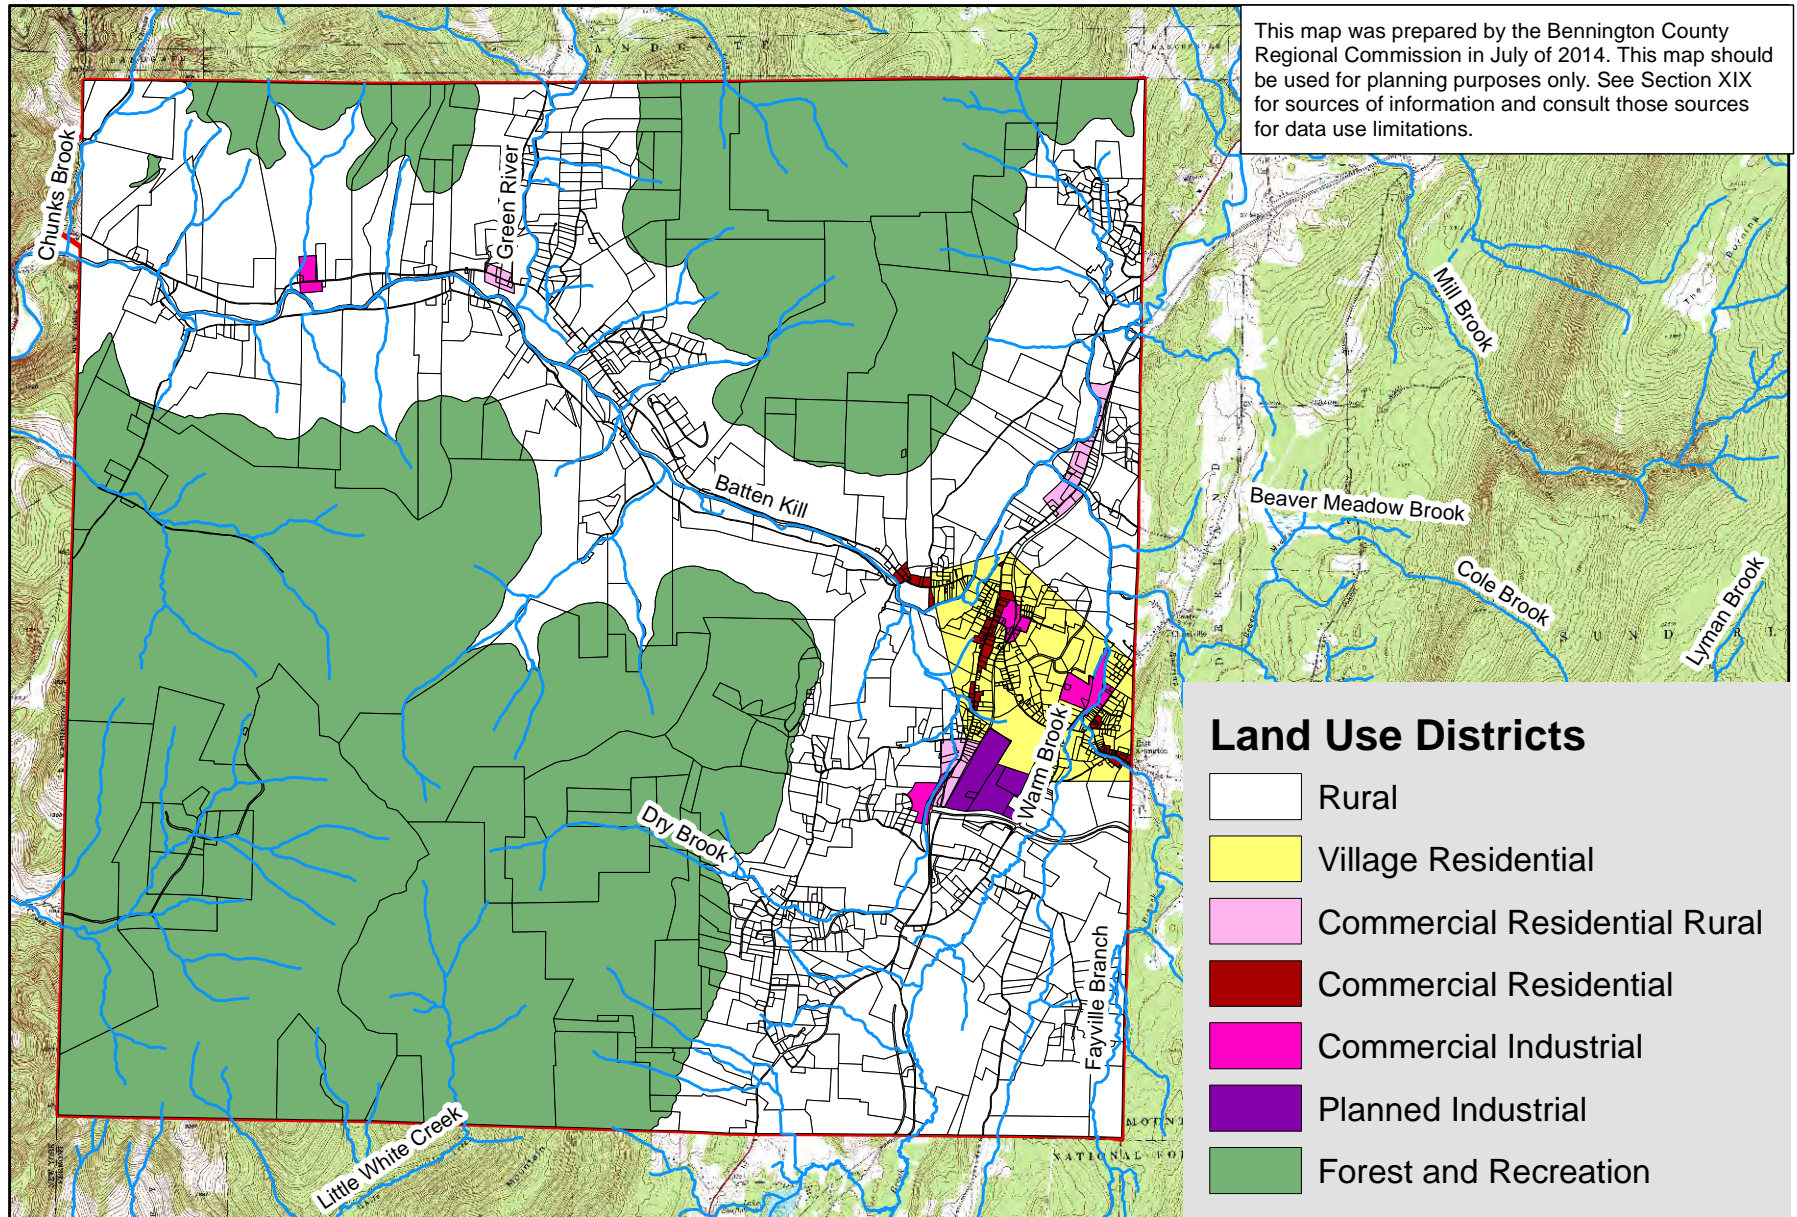 This map was prepared by the Bennington County
Regional Commission in July of 2014. This map should
be used for planning purposes only. See Section XIX
for sources of information and consult those sources
for data use limitations.
SANDGATE
Chunks Brook
Green River
Mill Brook
Batten Kill
Beaver Meadow Brook
Cole Brook
Lyman Brook
Warm Brook
Dry Brook
Fayville Branch
Little White Creek
Land Use Districts
Rural
Village Residential
Commercial Residential Rural
Commercial Residential
Commercial Industrial
Planned Industrial
Forest and Recreation